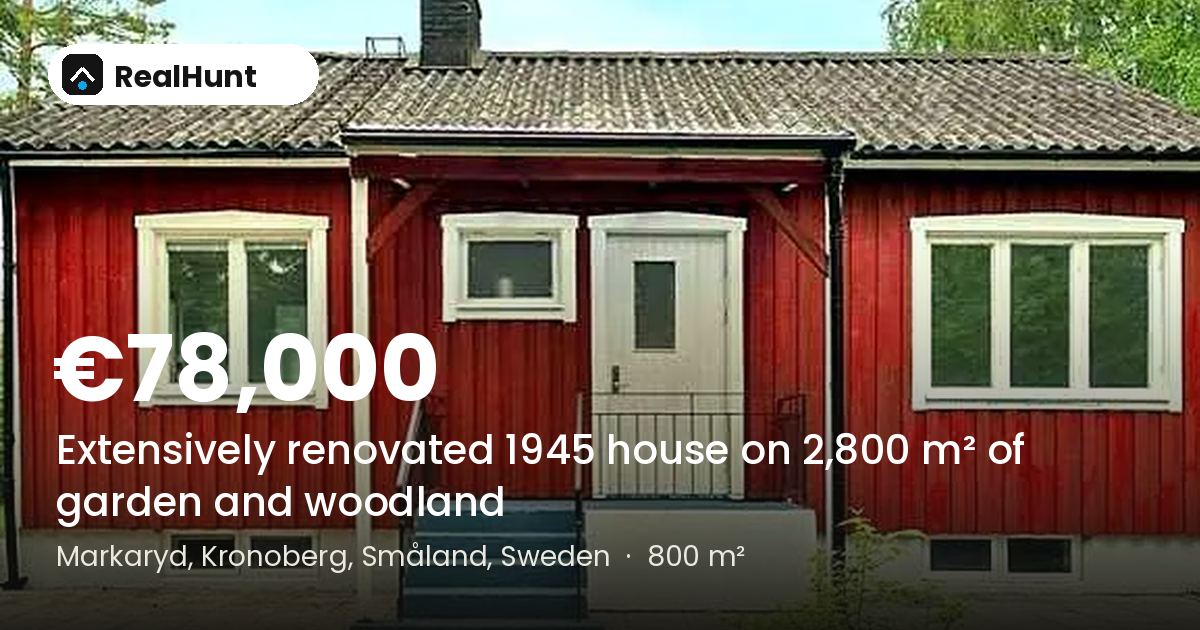 RealHunt
€78,000
Extensively renovated 1945 house on 2,800 m² of
garden and woodland
Markaryd, Kronoberg, Småland, Sweden · 800 m²